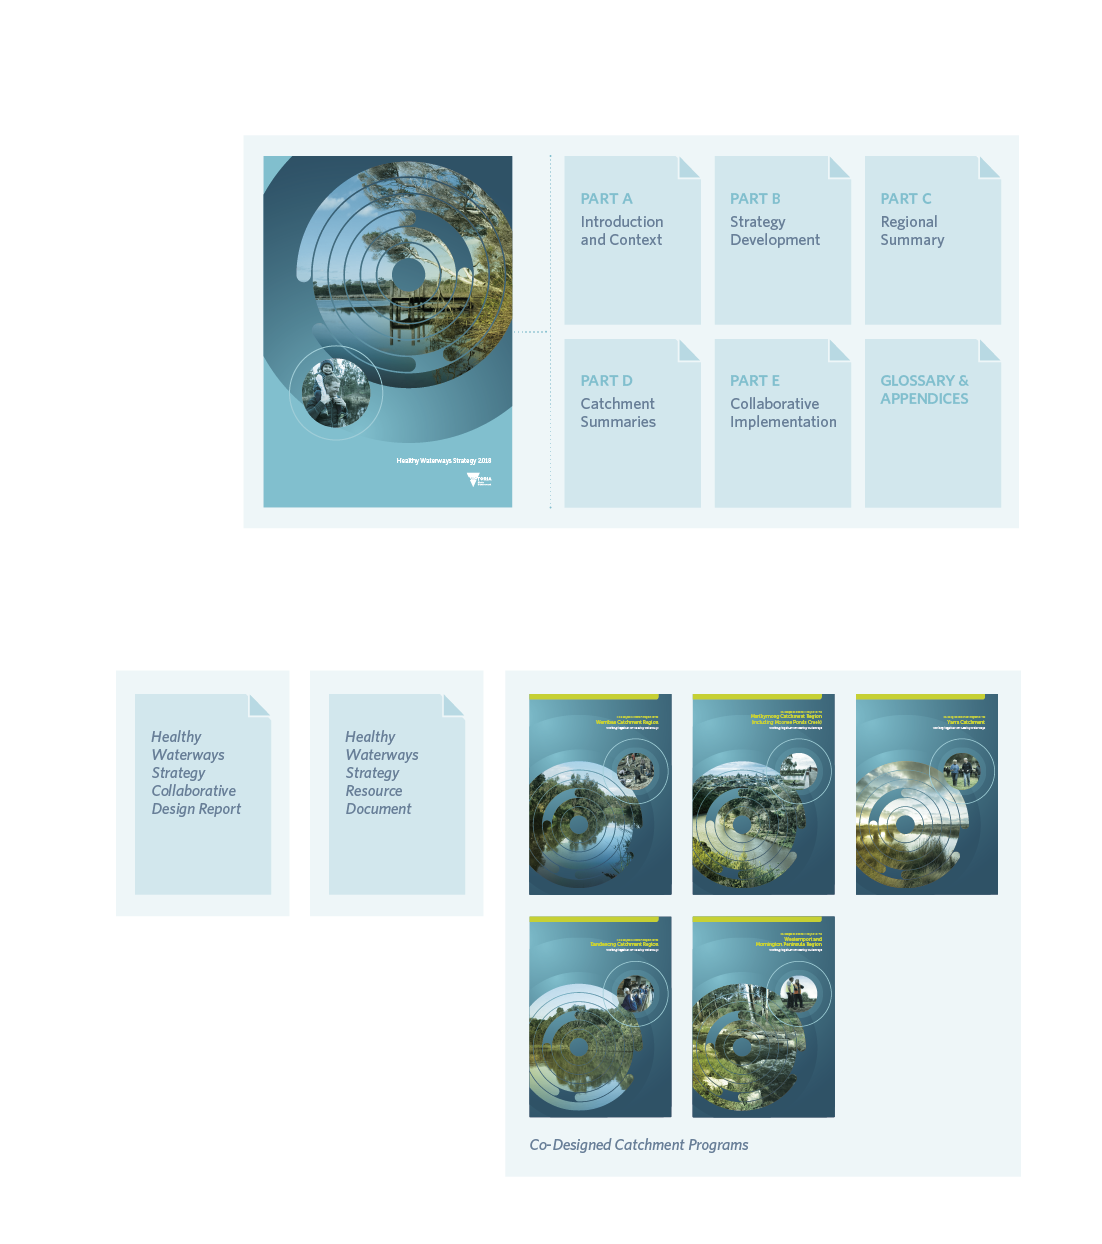 PART A
Introduction
and Context
PART B
Strategy
Development
PART C
Regional
Summary
PART D
Catchment
Summaries
PART E
Collaborative
Implementation
GLOSSARY &
APPENDICES
Healthy Waterways Strategy 2018
Healthy
Waterways
Strategy
Collaborative
Design Report
Healthy
Waterways
Strategy
Resource
Document
Werribee Catchment Region
Maribyrnong Catchment Region
(including Moonee Ponds Creek)
Yarra Catchment
Dandenong Catchment Region
Westernport and
Mornington Peninsula Region
Co-Designed Catchment Programs